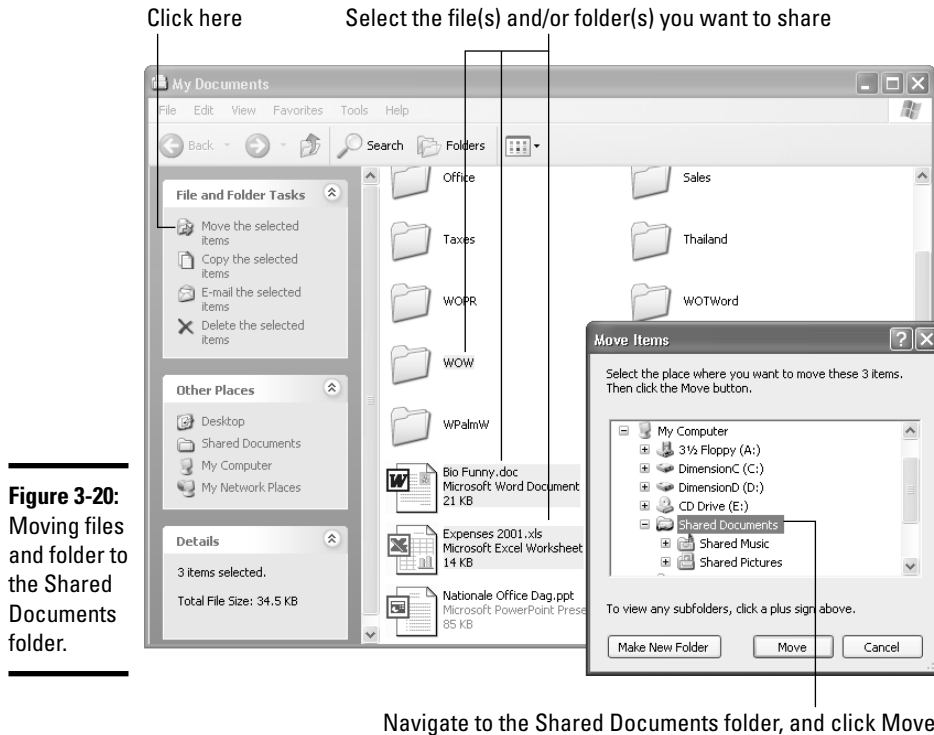 Click here
Select the file(s) and/or folder(s) you want to share
My Documents
File Edit View Favorites Tools Help
Back Search Folders
File and Folder Tasks
Move the selected
items
Copy the selected
items
E-mail the selected
items
Delete the selected
items
Other Places
Desktop
Shared Documents
My Computer
My Network Places
Details
3 items selected.
Total File Size: 34.5 KB
Office
Sales
Taxes
Thailand
WOPR
WOTWord
WOW
WPalmW
Bio Funny.doc
Microsoft Word Document
21 KB
Expenses 2001.xls
Microsoft Excel Worksheet
14 KB
Nationale Office Dag.ppt
Microsoft PowerPoint Prese
85 KB
Move Items
Select the place where you want to move these 3 items.
Then click the Move button.
My Computer
3½ Floppy (A:)
DimensionC (C:)
DimensionD (D:)
CD Drive (E:)
Shared Documents
Shared Music
Shared Pictures
To view any subfolders, click a plus sign above.
Make New Folder Move Cancel
Figure 3-20:
Moving files
and folder to
the Shared
Documents
folder.
Navigate to the Shared Documents folder, and click Move